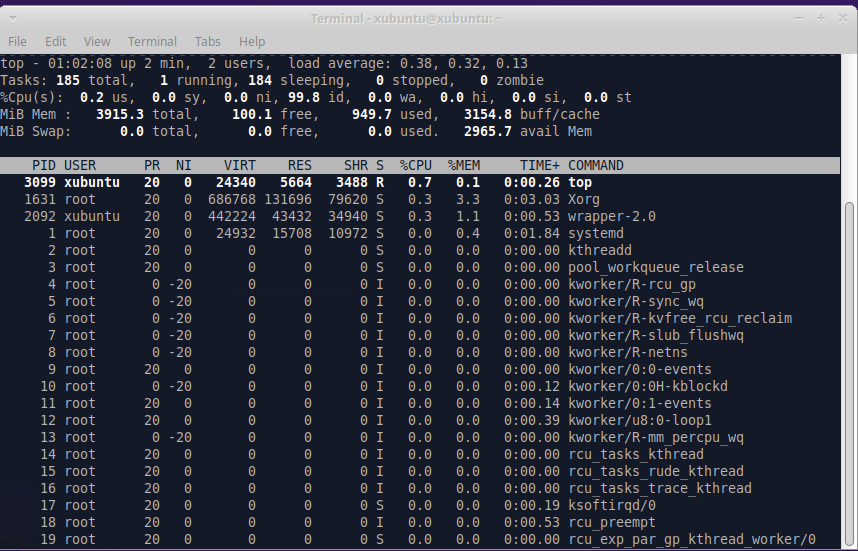 Terminal - xubuntu@xubuntu: ~
File Edit View Terminal Tabs Help
top - 01:02:08 up 2 min,  2 users,  load average: 0.38, 0.32, 0.13
Tasks: 185 total,   1 running, 184 sleeping,   0 stopped,   0 zombie
%Cpu(s):  0.2 us,  0.0 sy,  0.0 ni, 99.8 id,  0.0 wa,  0.0 hi,  0.0 si,  0.0 st
MiB Mem :   3915.3 total,    100.1 free,    949.7 used,   3154.8 buff/cache
MiB Swap:      0.0 total,      0.0 free,      0.0 used.   2965.7 avail Mem
    PID USER      PR  NI    VIRT    RES    SHR S  %CPU  %MEM     TIME+ COMMAND
   3099 xubuntu   20   0   24340   5664   3488 R   0.7   0.1   0:00.26 top
   1631 root      20   0  686768 131696  79620 S   0.3   3.3   0:03.03 Xorg
   2092 xubuntu   20   0  442224  43432  34940 S   0.3   1.1   0:00.53 wrapper-2.0
      1 root      20   0   24932  15708  10972 S   0.0   0.4   0:01.84 systemd
      2 root      20   0       0      0      0 S   0.0   0.0   0:00.00 kthreadd
      3 root      20   0       0      0      0 S   0.0   0.0   0:00.00 pool_workqueue_release
      4 root       0 -20       0      0      0 I   0.0   0.0   0:00.00 kworker/R-rcu_gp
      5 root       0 -20       0      0      0 I   0.0   0.0   0:00.00 kworker/R-sync_wq
      6 root       0 -20       0      0      0 I   0.0   0.0   0:00.00 kworker/R-kvfree_rcu_reclaim
      7 root       0 -20       0      0      0 I   0.0   0.0   0:00.00 kworker/R-slub_flushwq
      8 root       0 -20       0      0      0 I   0.0   0.0   0:00.00 kworker/R-netns
      9 root      20   0       0      0      0 I   0.0   0.0   0:00.00 kworker/0:0-events
     10 root       0 -20       0      0      0 I   0.0   0.0   0:00.12 kworker/0:0H-kblockd
     11 root      20   0       0      0      0 I   0.0   0.0   0:00.14 kworker/0:1-events
     12 root      20   0       0      0      0 I   0.0   0.0   0:00.39 kworker/u8:0-loop1
     13 root       0 -20       0      0      0 I   0.0   0.0   0:00.00 kworker/R-mm_percpu_wq
     14 root      20   0       0      0      0 I   0.0   0.0   0:00.00 rcu_tasks_kthread
     15 root      20   0       0      0      0 I   0.0   0.0   0:00.00 rcu_tasks_rude_kthread
     16 root      20   0       0      0      0 I   0.0   0.0   0:00.00 rcu_tasks_trace_kthread
     17 root      20   0       0      0      0 S   0.0   0.0   0:00.19 ksoftirqd/0
     18 root      20   0       0      0      0 I   0.0   0.0   0:00.53 rcu_preempt
     19 root      20   0       0      0      0 S   0.0   0.0   0:00.00 rcu_exp_par_gp_kthread_worker/0